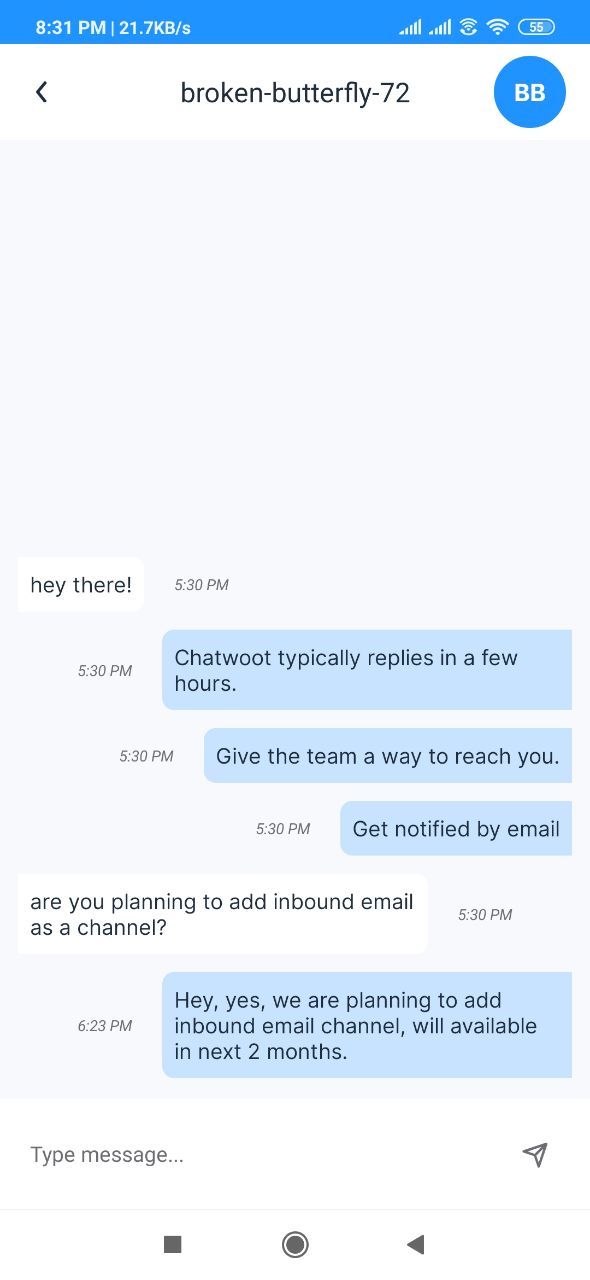 8:31 PM | 21.7KB/s
55
broken-butterfly-72
BB
hey there!
5:30 PM
5:30 PM
Chatwoot typically replies in a few
hours.
5:30 PM
Give the team a way to reach you.
5:30 PM
Get notified by email
are you planning to add inbound email
as a channel?
5:30 PM
6:23 PM
Hey, yes, we are planning to add
inbound email channel, will available
in next 2 months.
Type message...